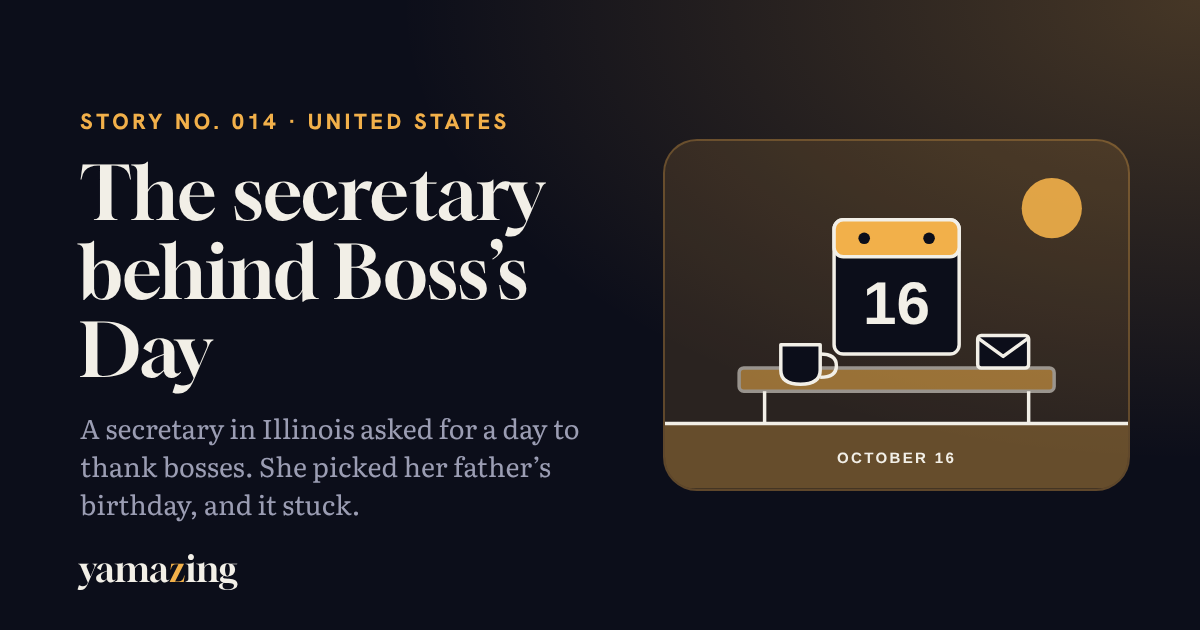 STORY NO. 014 · UNITED STATES
The secretary
behind Boss’s
Day
A secretary in Illinois asked for a day to
thank bosses. She picked her father’s
birthday, and it stuck.
yamazing
16
OCTOBER 16